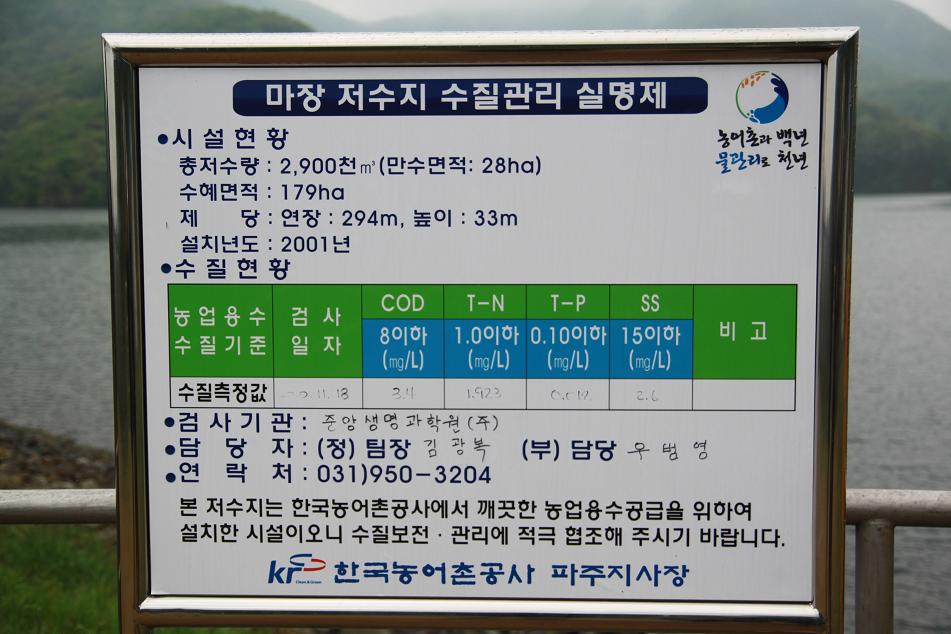 마장 저수지 수질관리 실명제
농어촌과 백년
물관리로 천년
•시설현황
총저수량 : 2,900천㎥(만수면적: 28ha)
수혜면적 : 179ha
제 당 : 연장 : 294m, 높이 : 33m
설치년도 : 2001년
•수질현황
농업용수 수질기준 검사일자 COD T-N T-P SS 비고
8이하 (mg/L) 1.0이하 (mg/L) 0.10이하 (mg/L) 15이하 (mg/L)
수질측정값 11. 18 3.4 1.923 2.6
•검사기관 : 중앙생명과학원(주)
•담 당 자 : (정) 팀장 김광복 (부) 담당 우범영
•연 락 처 : 031)950-3204
본 저수지는 한국농어촌공사에서 깨끗한 농업용수공급을 위하여
설치한 시설이오니 수질보전 · 관리에 적극 협조해 주시기 바랍니다.
Clean & Green 한국농어촌공사 파주지사장